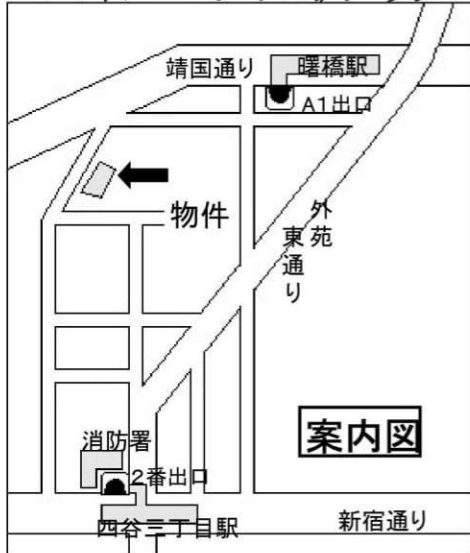 靖国通り
曙橋駅
A1出口
物件
外苑
東通り
案内図
消防署
2番出口
四谷三丁目駅
新宿通り